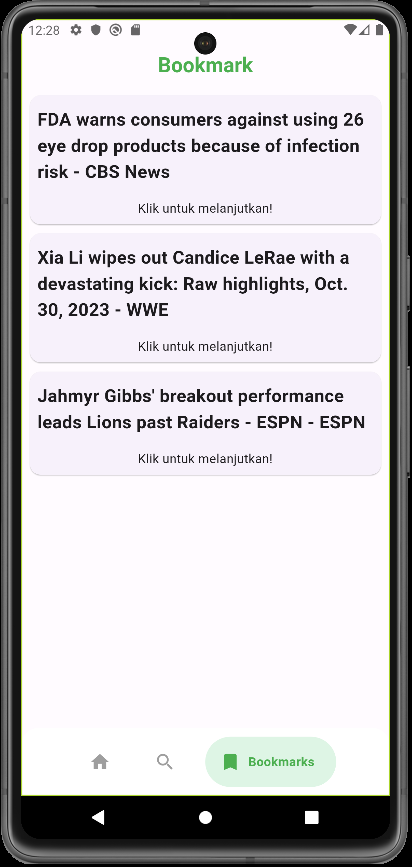 12:28
Bookmark
FDA warns consumers against using 26
eye drop products because of infection
risk - CBS News
Klik untuk melanjutkan!
Xia Li wipes out Candice LeRae with a
devastating kick: Raw highlights, Oct.
30, 2023 - WWE
Klik untuk melanjutkan!
Jahmyr Gibbs' breakout performance
leads Lions past Raiders - ESPN - ESPN
Klik untuk melanjutkan!
Bookmarks